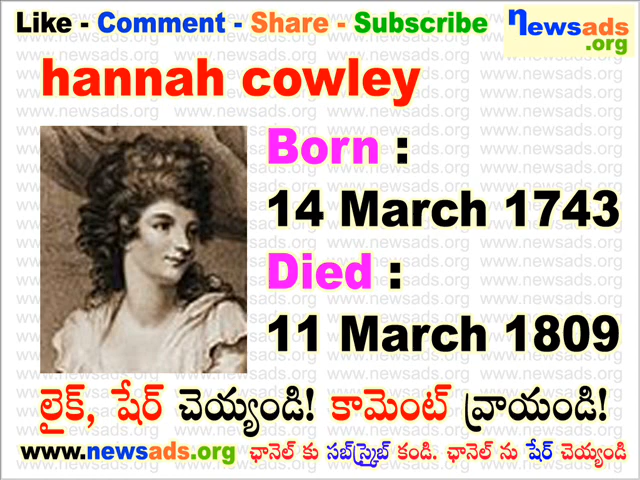 Like - Comment - Share - Subscribe
newsads
.org
hannah cowley
Born :
14 March 1743
Died :
11 March 1809
లైక్, షేర్ చెయ్యండి! కామెంట్ వ్రాయండి!
www.newsads.org ఛానెల్ కు సబ్‌స్క్రైబ్ కండి. ఛానెల్ ను షేర్ చెయ్యండి